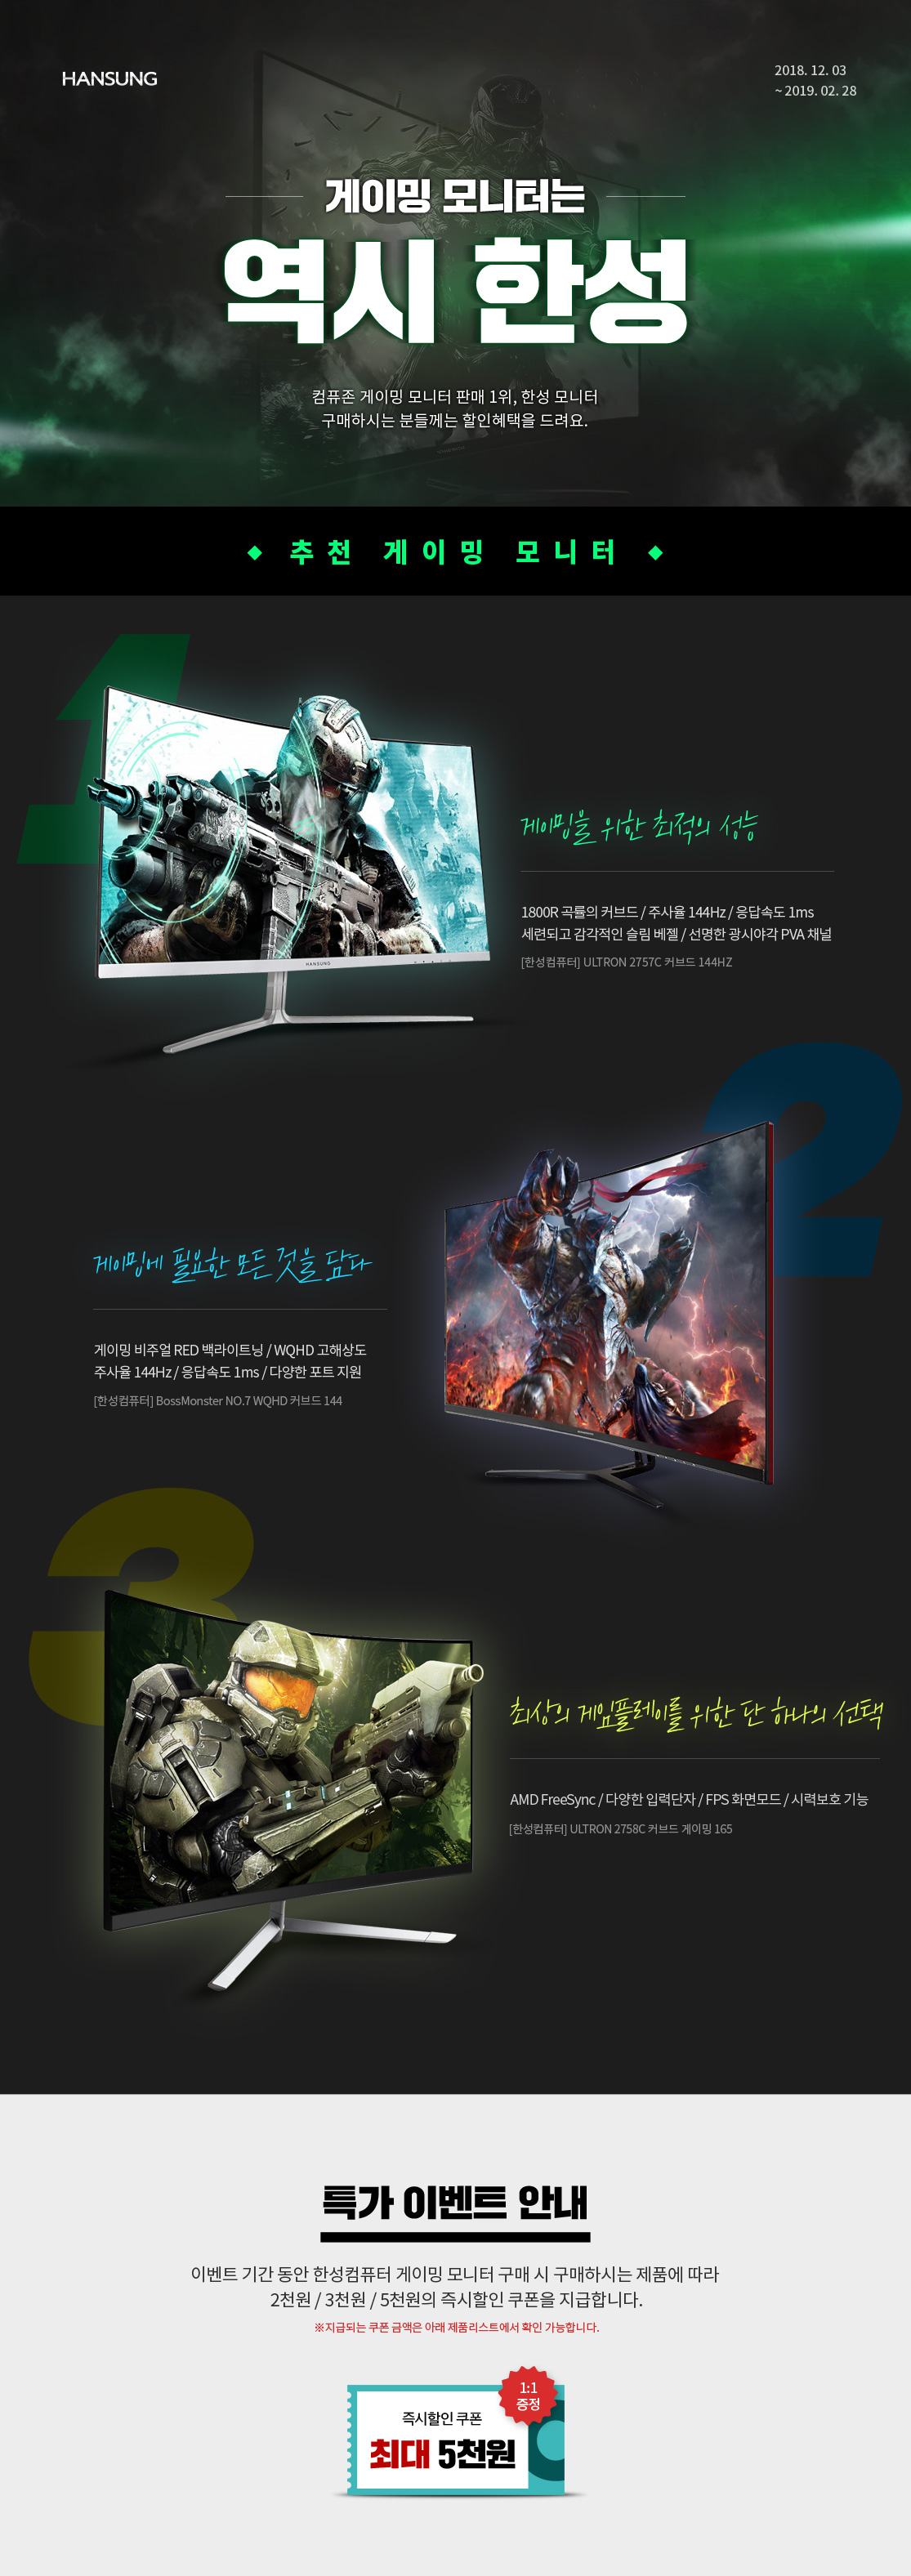 HANSUNG
2018. 12. 03
~ 2019. 02. 28
게이밍 모니터는
역시 한성
컴퓨존 게이밍 모니터 판매 1위, 한성 모니터
구매하시는 분들께는 할인혜택을 드려요.
◆ 추천 게이밍 모니터 ◆
1
HANSUNG
게이밍을 위한 최적의 성능
1800R 곡률의 커브드 / 주사율 144Hz / 응답속도 1ms
세련되고 감각적인 슬림 베젤 / 선명한 광시야각 PVA 채널
[한성컴퓨터] ULTRON 2757C 커브드 144HZ
2
게이밍에 필요한 모든 것을 담다
게이밍 비주얼 RED 백라이트닝 / WQHD 고해상도
주사율 144Hz / 응답속도 1ms / 다양한 포트 지원
[한성컴퓨터] BossMonster NO.7 WQHD 커브드 144
3
최상의 게임플레이를 위한 단 하나의 선택
AMD FreeSync / 다양한 입력단자 / FPS 화면모드 / 시력보호 기능
[한성컴퓨터] ULTRON 2758C 커브드 게이밍 165
특가 이벤트 안내
이벤트 기간 동안 한성컴퓨터 게이밍 모니터 구매 시 구매하시는 제품에 따라
2천원 / 3천원 / 5천원의 즉시할인 쿠폰을 지급합니다.
※지급되는 쿠폰 금액은 아래 제품리스트에서 확인 가능합니다.
1:1
증정
즉시할인 쿠폰
최대 5천원